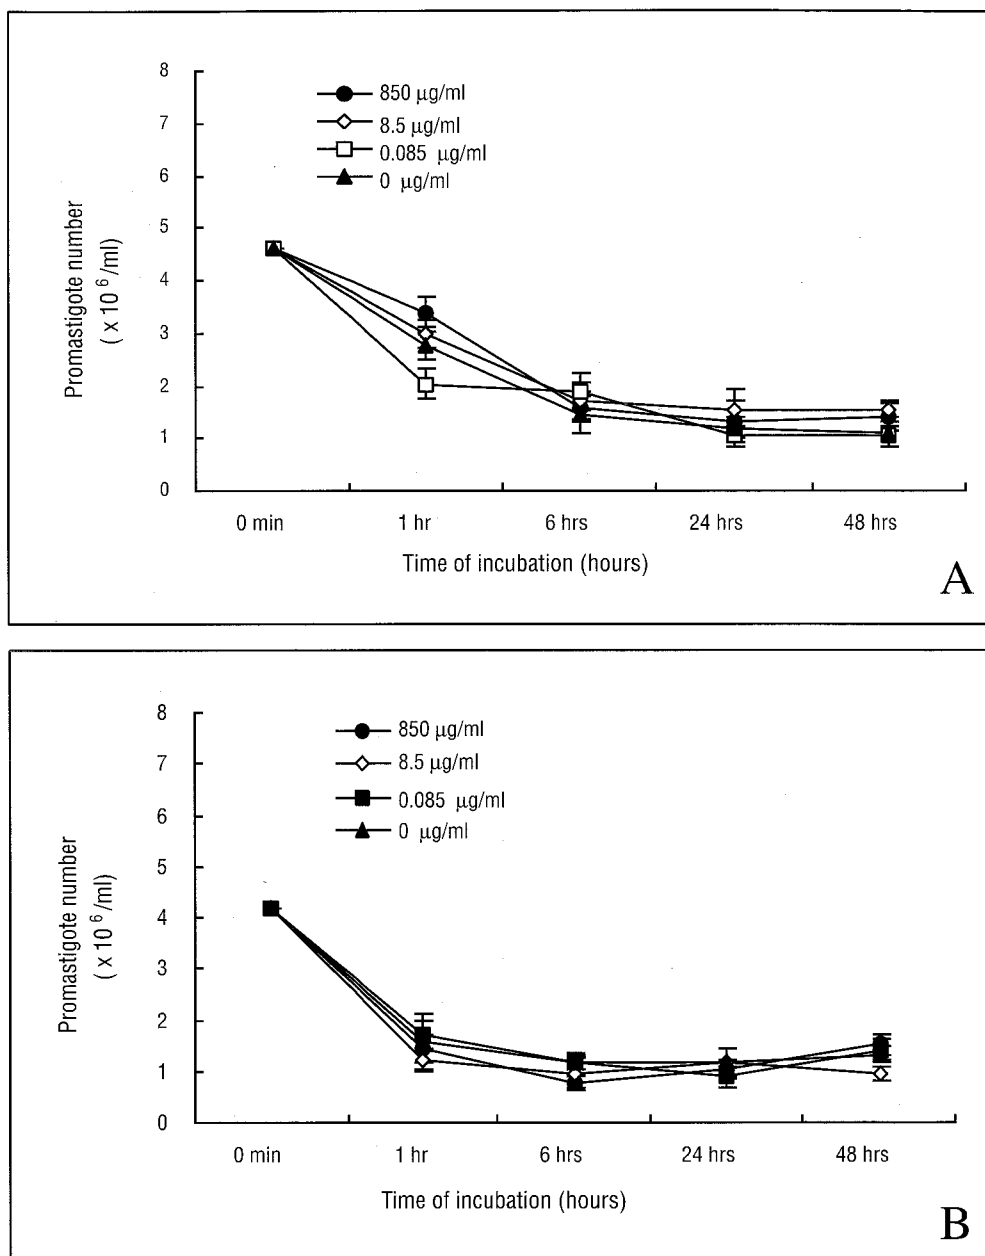 8
7
6
5
4
3
2
1
0
Promastigote number
( x 10 6 /ml)
850 µg/ml
8.5 µg/ml
0.085 µg/ml
0 µg/ml
0 min 1 hr 6 hrs 24 hrs 48 hrs
Time of incubation (hours)
A
8
7
6
5
4
3
2
1
0
Promastigote number
( x 10 6 /ml)
850 µg/ml
8.5 µg/ml
0.085 µg/ml
0 µg/ml
0 min 1 hr 6 hrs 24 hrs 48 hrs
Time of incubation (hours)
B